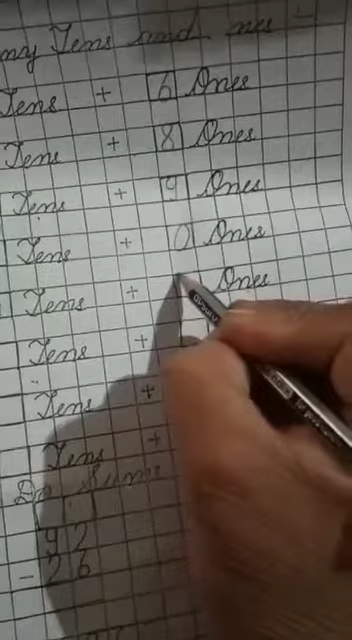 Tens and ones
Tens + 6 Ones
Tens + 8 Ones
Tens + 9 Ones
Tens + 0 Ones
Tens + Ones
Tens +
Tens +
Tens +
Do Sums
92
- 26